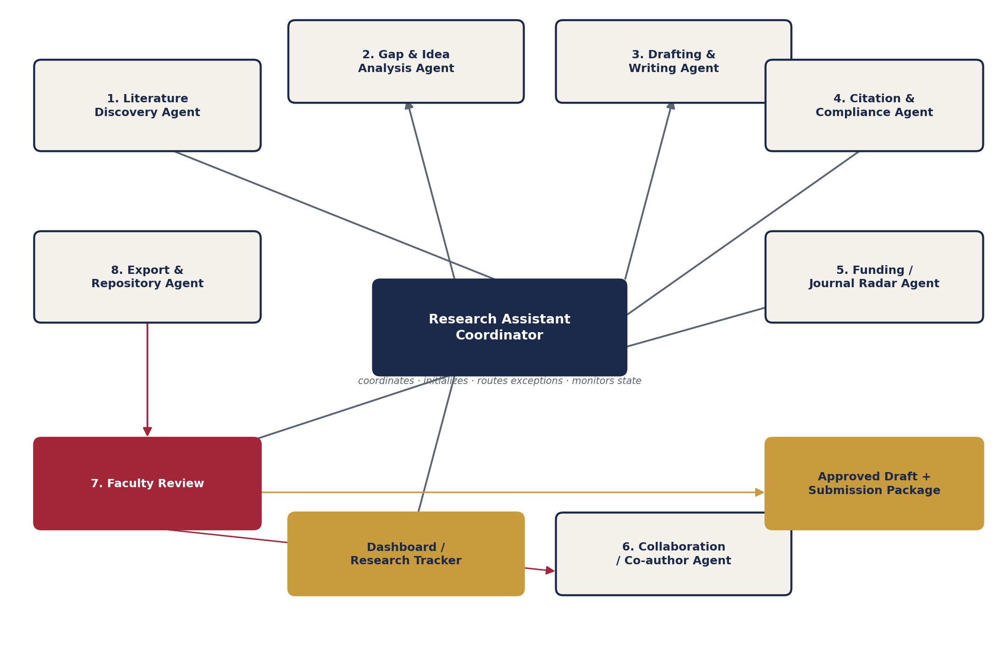 2. Gap & Idea
Analysis Agent
3. Drafting &
Writing Agent
1. Literature
Discovery Agent
4. Citation &
Compliance Agent
8. Export &
Repository Agent
5. Funding /
Journal Radar Agent
Research Assistant
Coordinator
coordinates · initializes · routes exceptions · monitors state
7. Faculty Review
Approved Draft +
Submission Package
Dashboard /
Research Tracker
6. Collaboration
/ Co-author Agent